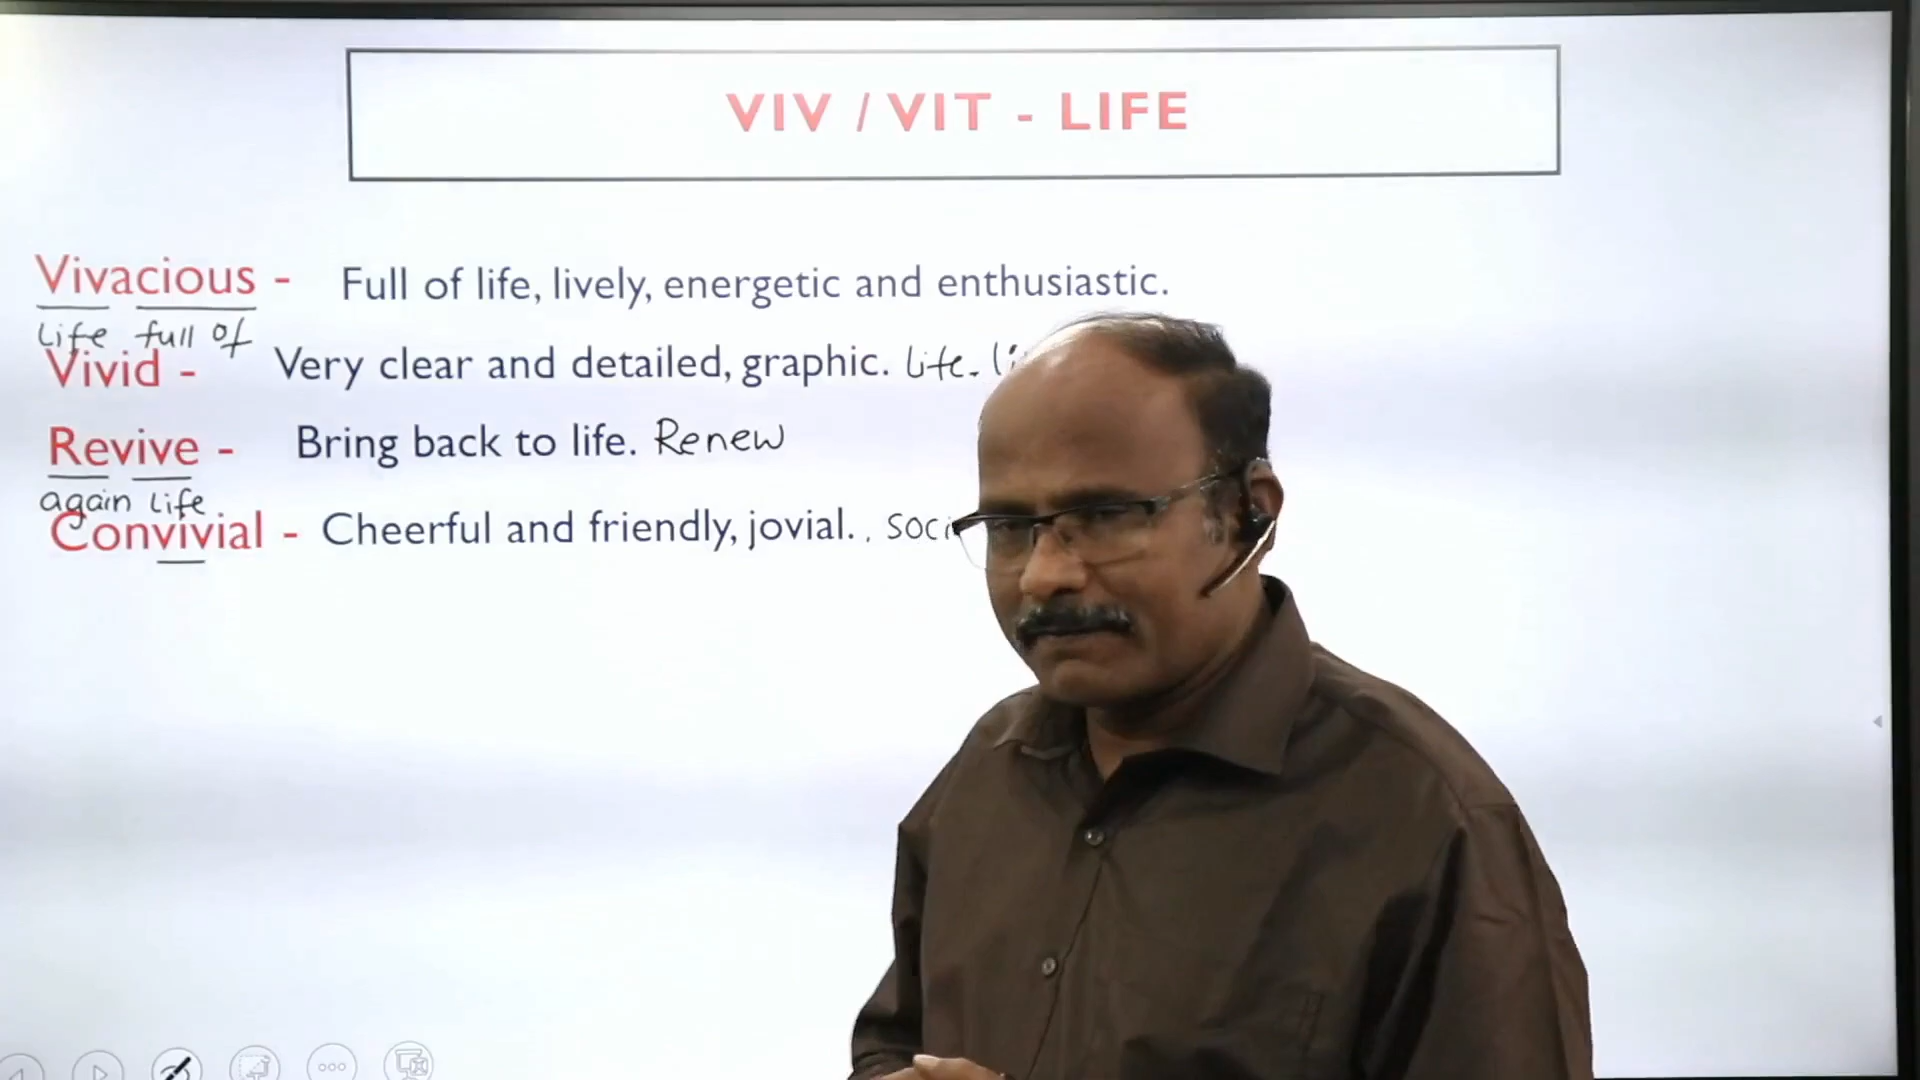 VIV / VIT - LIFE
Vivacious - Full of life, lively, energetic and enthusiastic.
Life full of
Vivid - Very clear and detailed, graphic. Life.
Revive - Bring back to life. Renew
again Life
Convivial - Cheerful and friendly, jovial.,